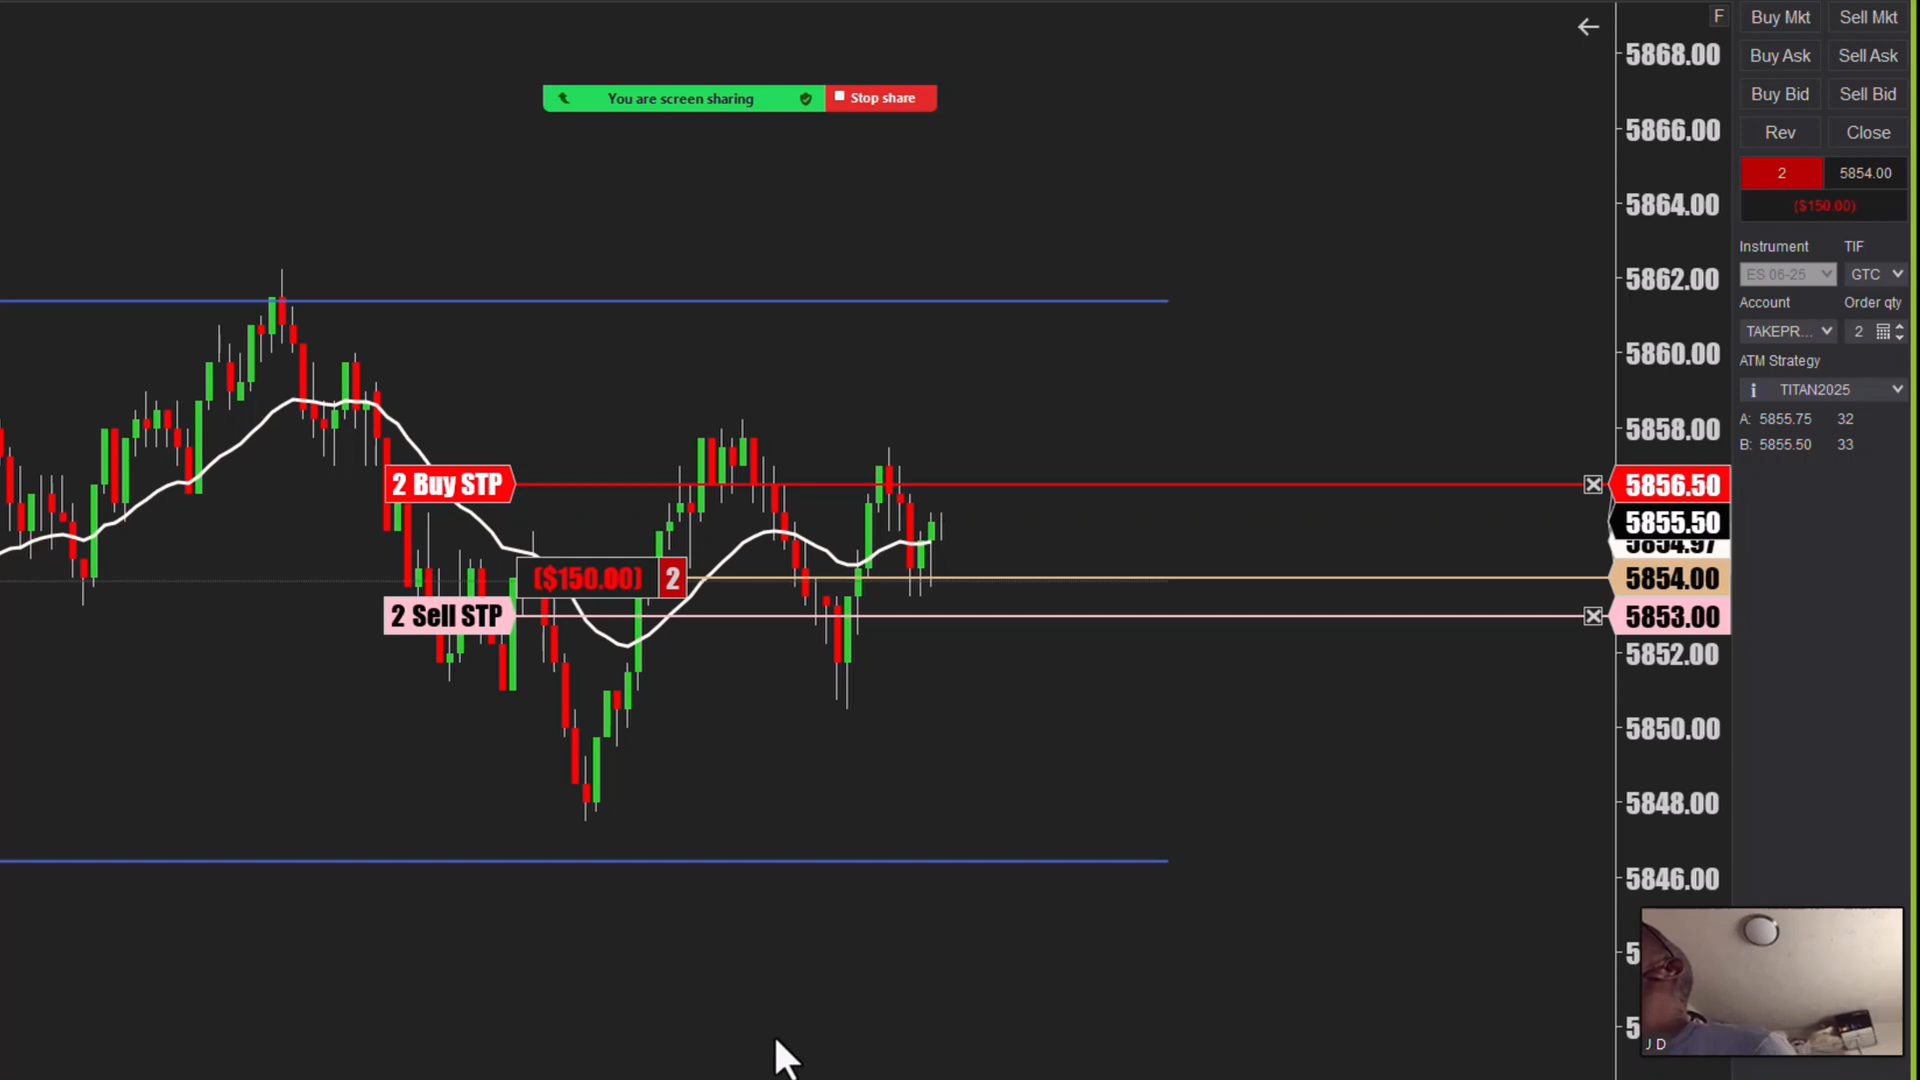 F
Buy Mkt Sell Mkt
5868.00
Buy Ask Sell Ask
You are screen sharing Stop share
Buy Bid Sell Bid
5866.00
Rev Close
2 5854.00
5864.00
($150.00)
Instrument TIF
5862.00
ES 06-25 GTC
Account Order qty
TAKEPR... 2
5860.00
ATM Strategy
i TITAN2025
A: 5855.75 32
5858.00
B: 5855.50 33
2 Buy STP 5856.50
5855.50
5854.97
($150.00) 2 5854.00
2 Sell STP 5853.00
5852.00
5850.00
5848.00
5846.00
5
5
J D